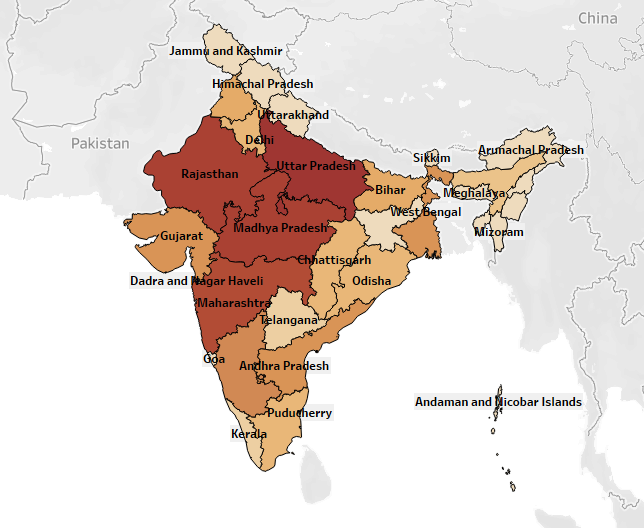 China
Jammu and Kashmir
Himachal Pradesh
Uttarakhand
Pakistan
Delhi
Arunachal Pradesh
Sikkim
Uttar Pradesh
Rajasthan
Bihar
Meghalaya
West Bengal
Madhya Pradesh
Mizoram
Gujarat
Chhattisgarh
Dadra and Nagar Haveli
Odisha
Maharashtra
Telangana
Goa
Andhra Pradesh
Andaman and Nicobar Islands
Puducherry
Kerala